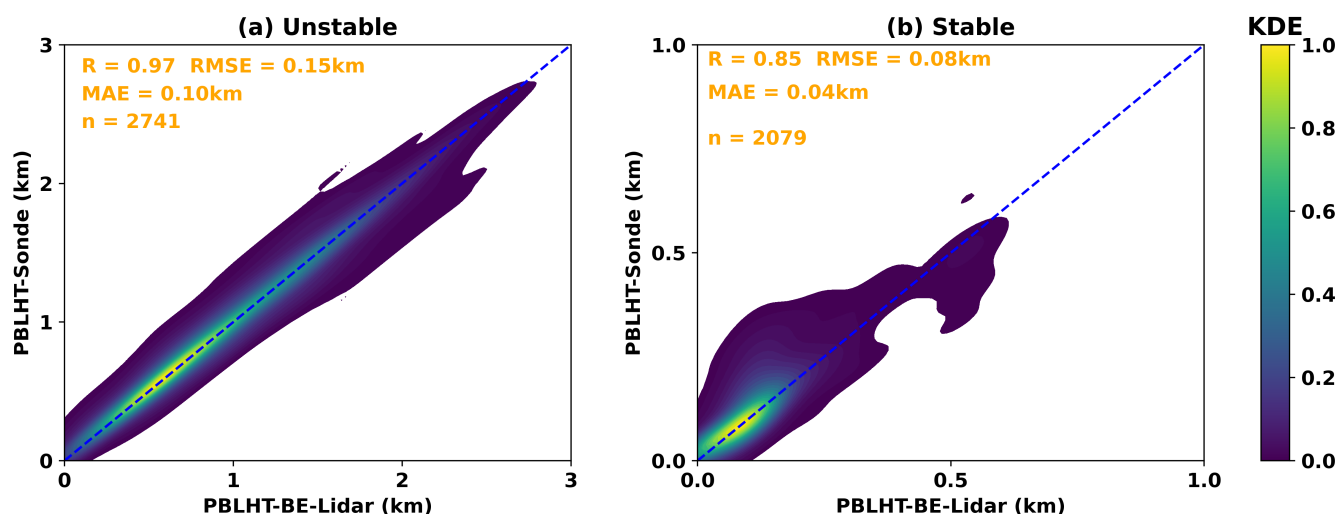 (a) Unstable
R = 0.97 RMSE = 0.15km
MAE = 0.10km
n = 2741
3
2
1
0
PBLHT-Sonde (km)
0 1 2 3
PBLHT-BE-Lidar (km)
(b) Stable
R = 0.85 RMSE = 0.08km
MAE = 0.04km
n = 2079
1.0
0.5
0.0
PBLHT-Sonde (km)
0.0 0.5 1.0
PBLHT-BE-Lidar (km)
KDE
1.0
0.8
0.6
0.4
0.2
0.0